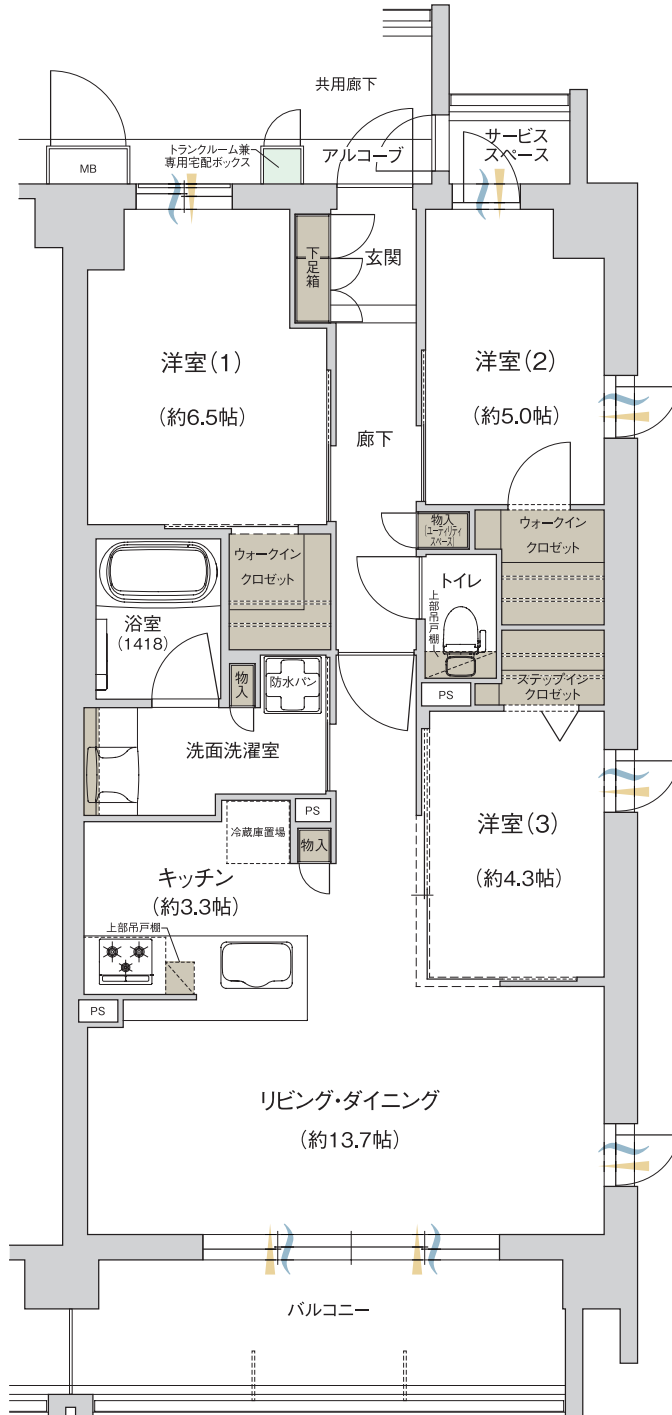 共用廊下
MB
トランクルーム兼
専用宅配ボックス
アルコーブ
サービス
スペース
下足箱
玄関
洋室(1)
(約6.5帖)
洋室(2)
(約5.0帖)
廊下
物入
[ユーティリティ
スペース]
ウォークイン
クロゼット
ウォークイン
クロゼット
トイレ
上部吊戸棚
浴室
(1418)
物入
防水パン
PS
ステップイン
クロゼット
洗面洗濯室
PS
冷蔵庫置場
物入
洋室(3)
(約4.3帖)
キッチン
(約3.3帖)
上部吊戸棚
PS
リビング・ダイニング
(約13.7帖)
バルコニー